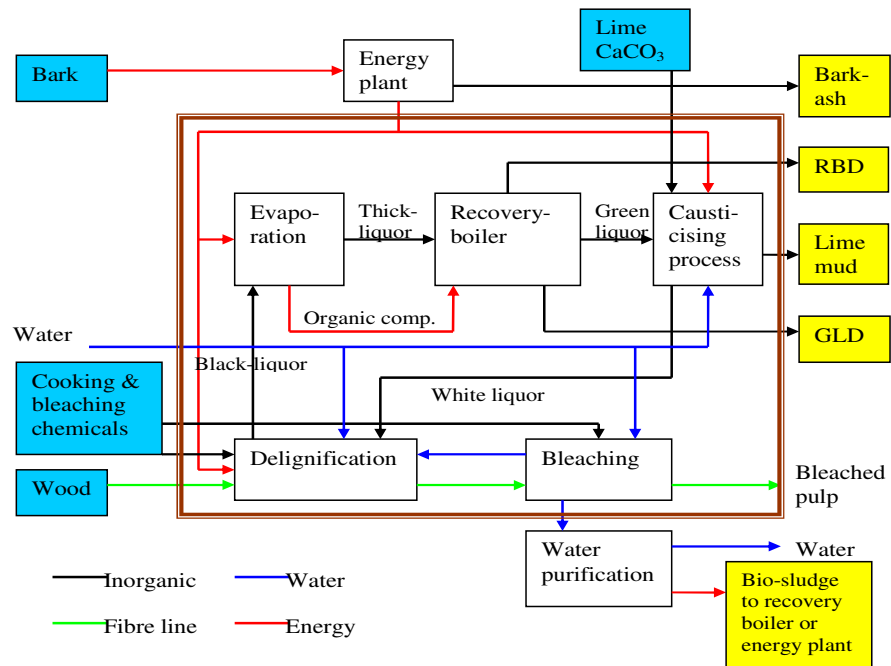 Bark
Energy
plant
Lime
CaCO₃
Bark-
ash
RBD
Evapo-
ration
Thick-
liquor
Recovery-
boiler
Green
liquor
Causti-
cising
process
Lime
mud
Organic comp.
GLD
Water
Black-liquor
White liquor
Cooking &
bleaching
chemicals
Delignification
Bleaching
Wood
Bleached
pulp
Water
purification
Water
Inorganic
Water
Bio-sludge
to recovery
boiler or
energy plant
Fibre line
Energy